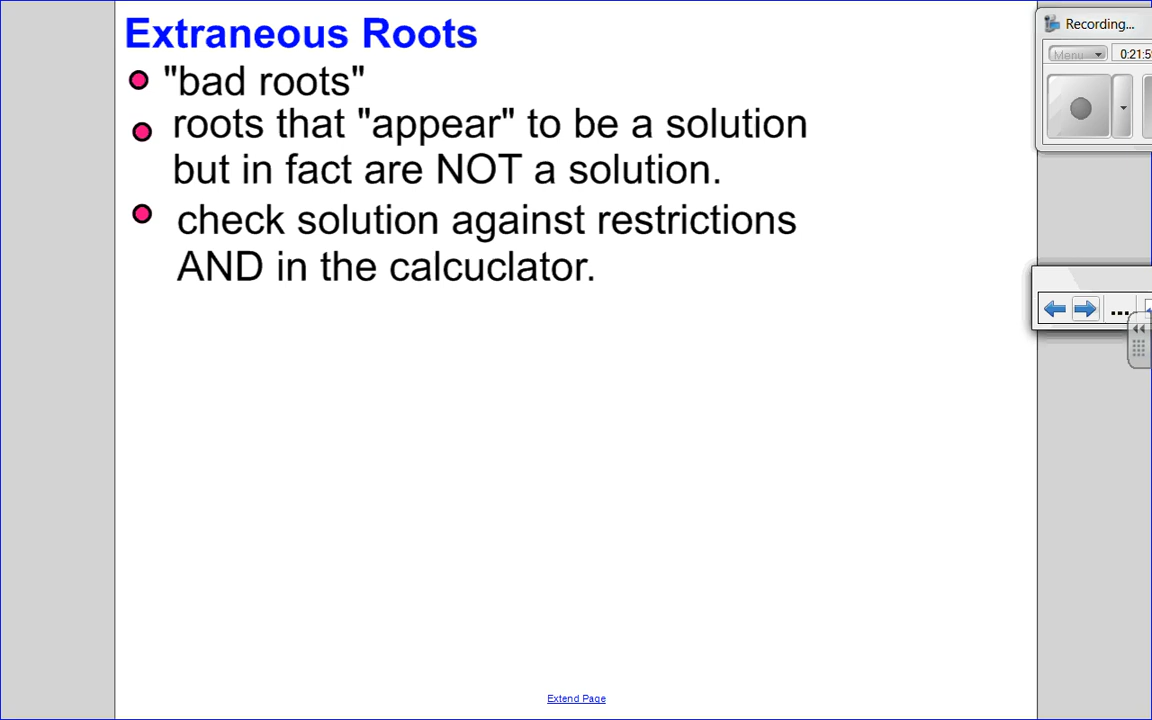 Extraneous Roots
"bad roots"
roots that "appear" to be a solution
but in fact are NOT a solution.
check solution against restrictions
AND in the calcuclator.
Recording...
Menu
0:21:5
...
Extend Page